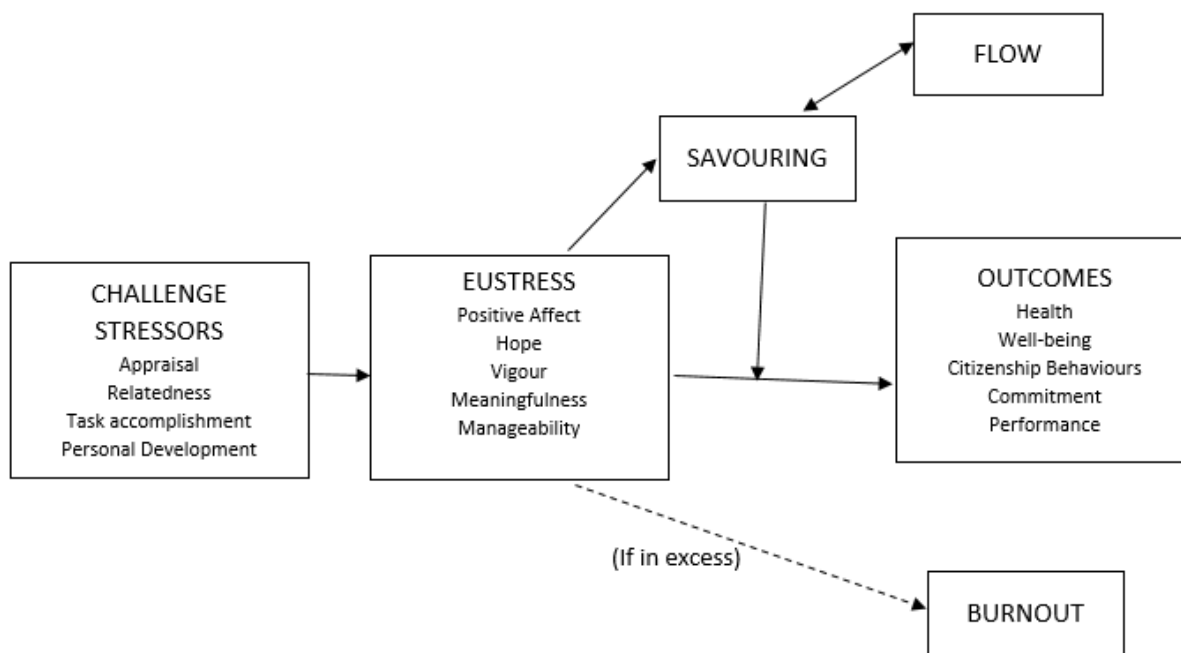 FLOW
SAVOURING
CHALLENGE
STRESSORS
Appraisal
Relatedness
Task accomplishment
Personal Development
EUSTRESS
Positive Affect
Hope
Vigour
Meaningfulness
Manageability
OUTCOMES
Health
Well-being
Citizenship Behaviours
Commitment
Performance
(If in excess)
BURNOUT